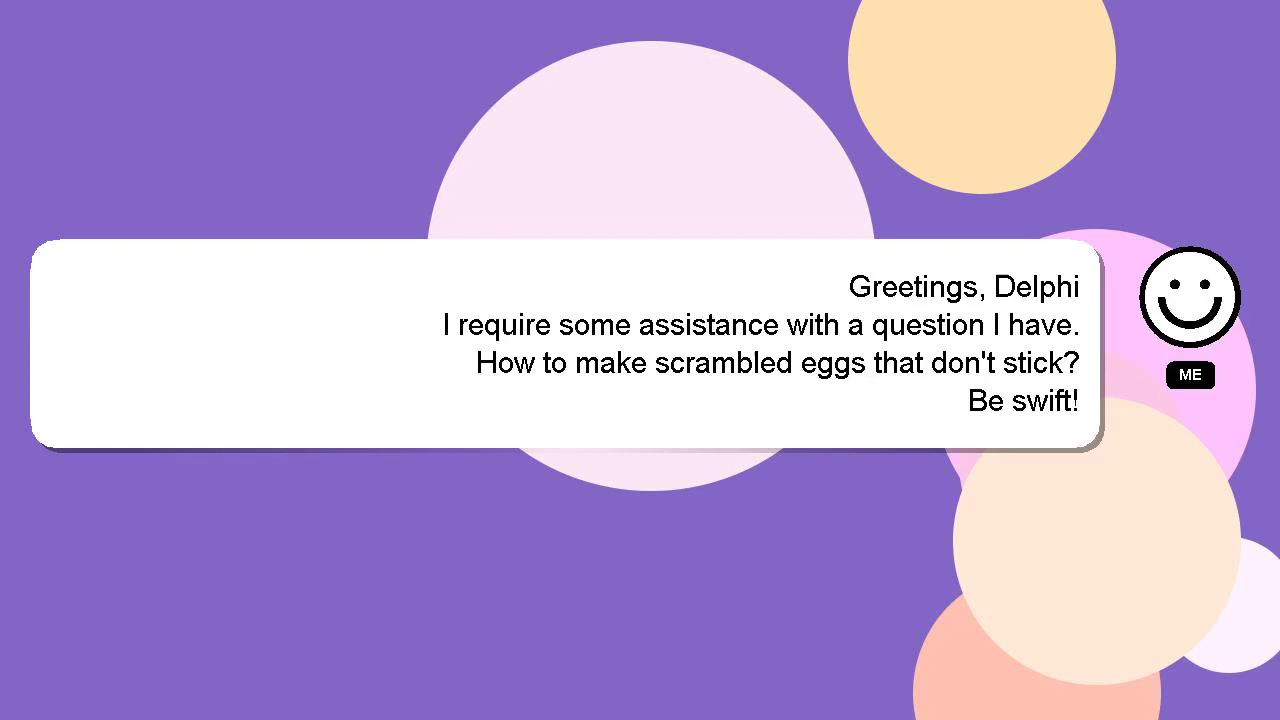 Greetings, Delphi
I require some assistance with a question I have.
How to make scrambled eggs that don't stick?
Be swift!
ME